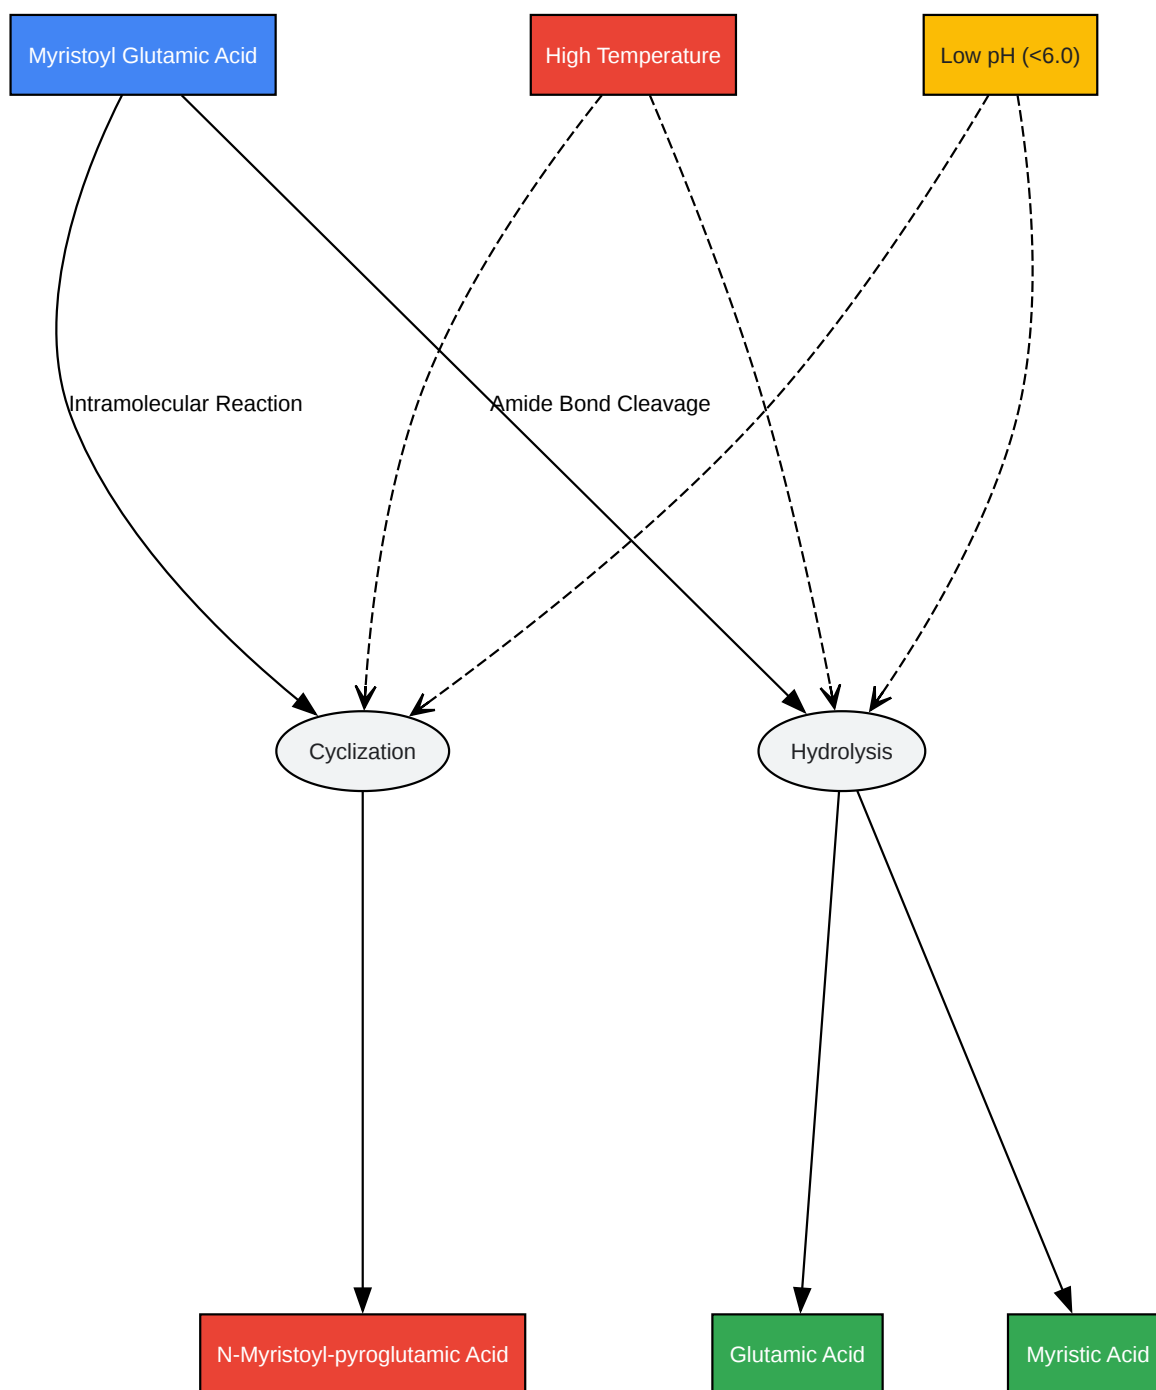 Myristoyl Glutamic Acid
High Temperature
Low pH (<6.0)
Intramolecular Reaction
Amide Bond Cleavage
Cyclization
Hydrolysis
N-Myristoyl-pyroglutamic Acid
Glutamic Acid
Myristic Acid